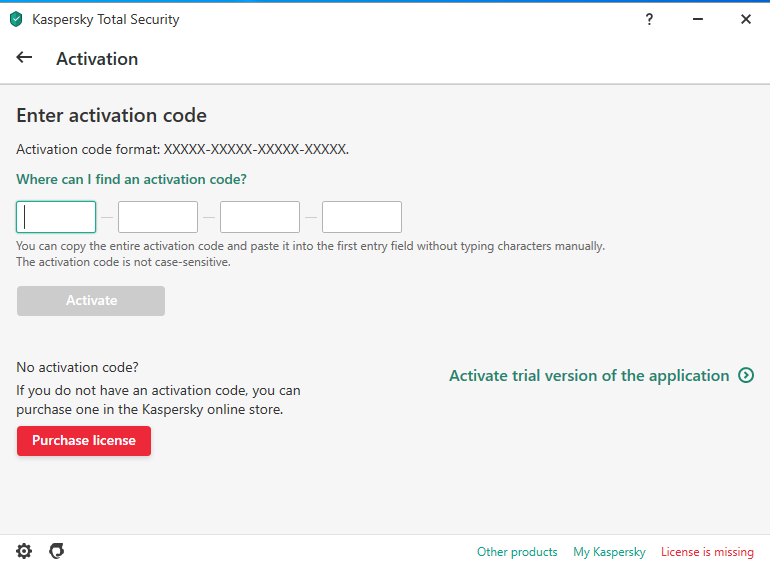 Kaspersky Total Security
?
Activation
Enter activation code
Activation code format: XXXXX-XXXXX-XXXXX-XXXXX.
Where can I find an activation code?
You can copy the entire activation code and paste it into the first entry field without typing characters manually.
The activation code is not case-sensitive.
Activate
No activation code?
If you do not have an activation code, you can
purchase one in the Kaspersky online store.
Purchase license
Activate trial version of the application
Other products
My Kaspersky
License is missing